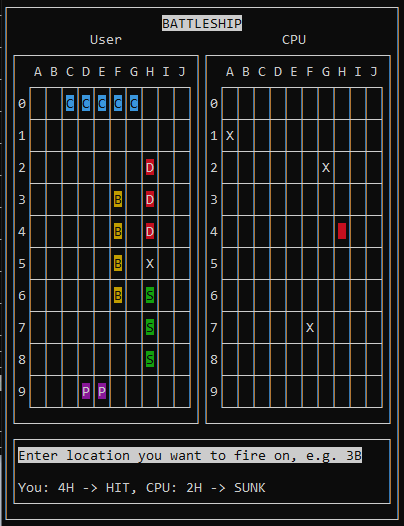 BATTLESHIP
User CPU
A B C D E F G H I J A B C D E F G H I J
0 C C C C C 0
1 1 X
2 D 2 X
3 B D 3
4 B D 4
5 B X 5
6 B S 6
7 S 7 X
8 S 8
9 P P 9
Enter location you want to fire on, e.g. 3B
You: 4H -> HIT, CPU: 2H -> SUNK